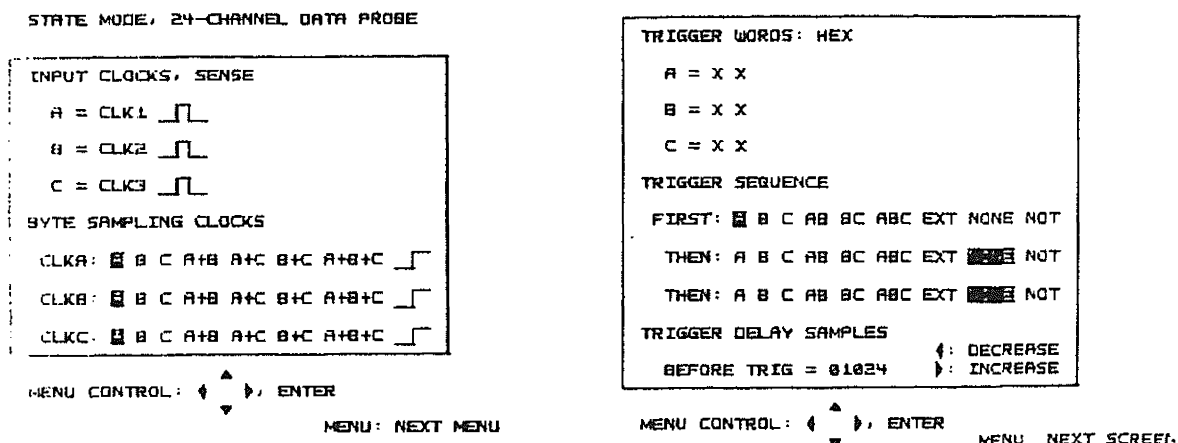 STATE MODE, 24-CHANNEL DATA PROBE
INPUT CLOCKS, SENSE
A = CLK1
B = CLK2
C = CLK3
BYTE SAMPLING CLOCKS
CLKA: A B C A+B A+C B+C A+B+C
CLKB: A B C A+B A+C B+C A+B+C
CLKC: A B C A+B A+C B+C A+B+C
MENU CONTROL: , ENTER
MENU: NEXT MENU
TRIGGER WORDS: HEX
A = X X
B = X X
C = X X
TRIGGER SEQUENCE
FIRST: A B C AB BC ABC EXT NONE NOT
THEN: A B C AB BC ABC EXT NONE NOT
THEN: A B C AB BC ABC EXT NONE NOT
TRIGGER DELAY SAMPLES
: DECREASE
BEFORE TRIG = 01024 : INCREASE
MENU CONTROL: , ENTER
MENU NEXT SCREEN